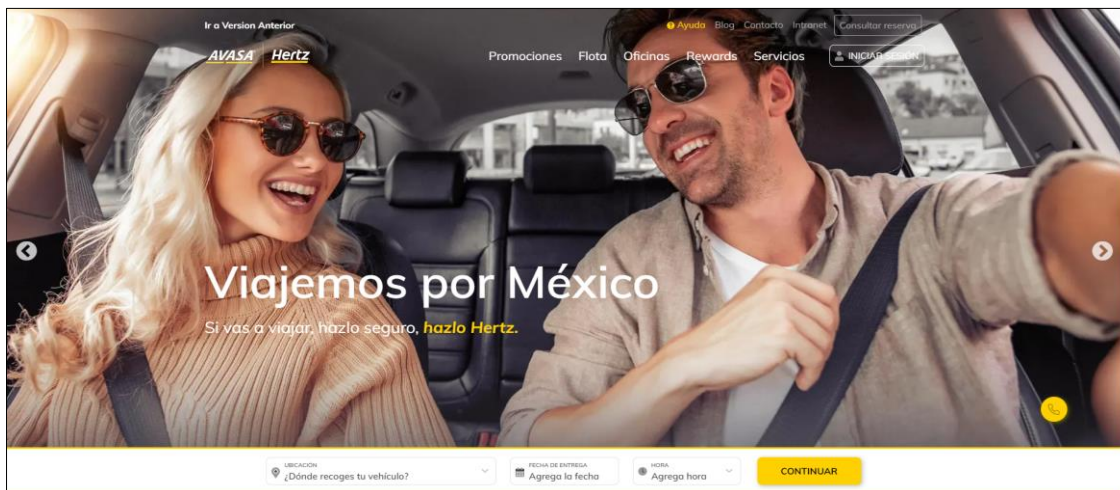 Ir a Version Anterior
Ayuda Blog Contacto Intranet Consultar reserva
AVASA Hertz
Promociones Flota Oficinas Rewards Servicios INICIAR SESIÓN
Viajemos por México
Si vas a viajar, hazlo seguro, hazlo Hertz.
UBICACIÓN
¿Dónde recoges tu vehículo?
FECHA DE ENTREGA
Agrega la fecha
HORA
Agrega hora
CONTINUAR